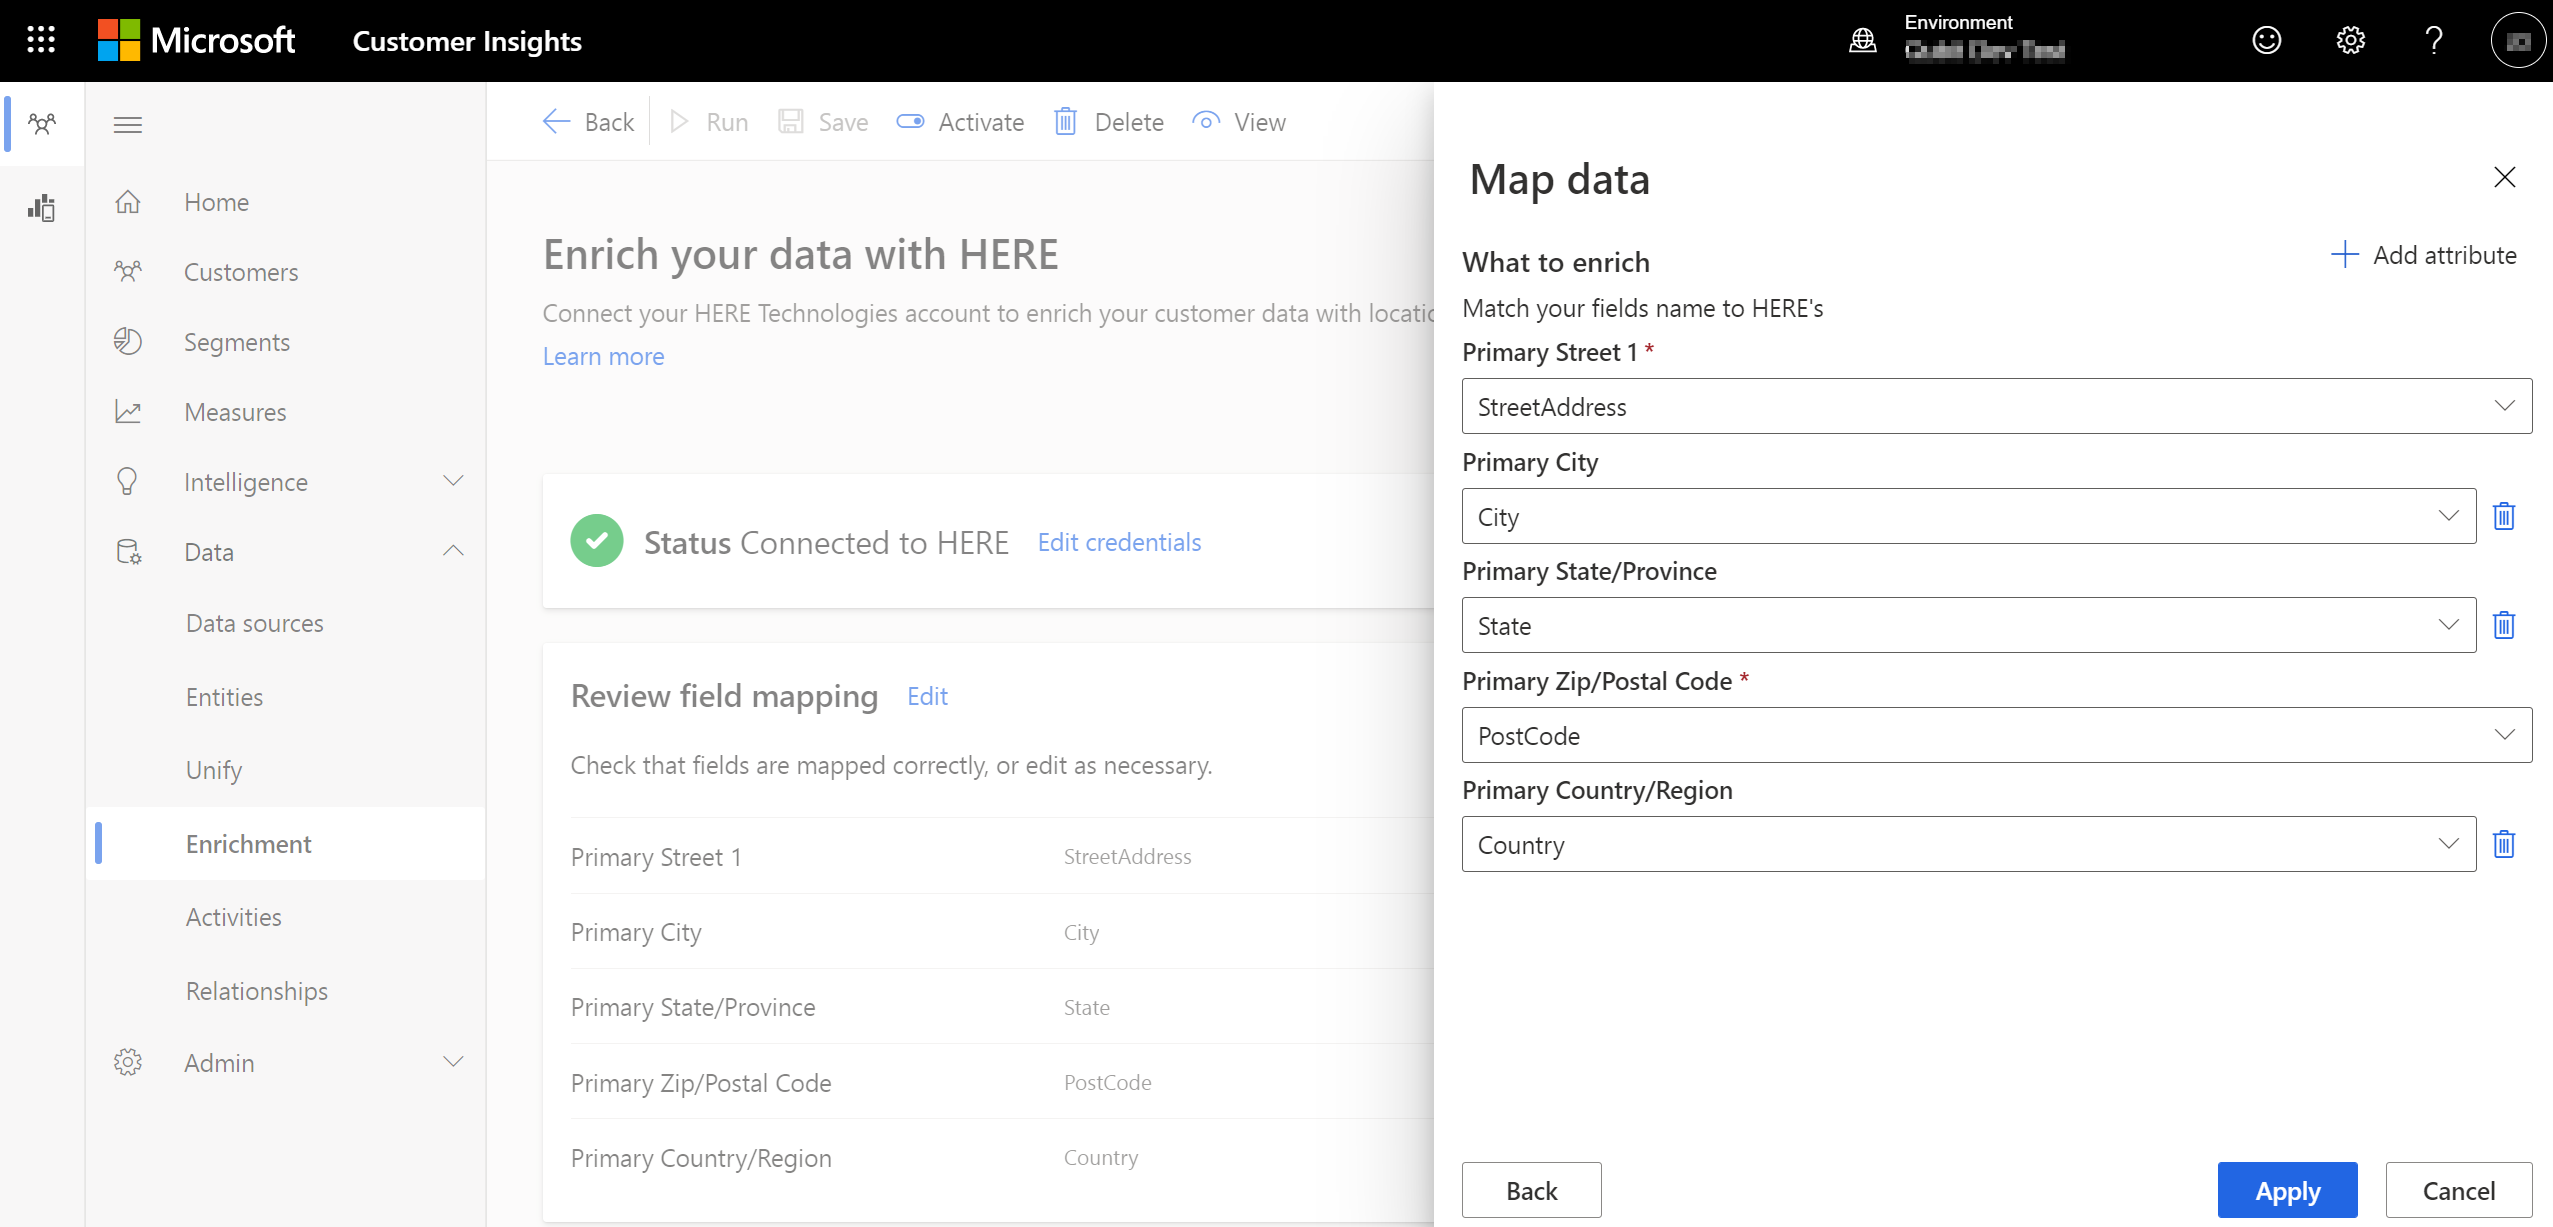 Microsoft
Customer Insights
Environment
Home
Customers
Segments
Measures
Intelligence
Data
Data sources
Entities
Unify
Enrichment
Activities
Relationships
Admin
Back
Run
Save
Activate
Delete
View
Enrich your data with HERE
Connect your HERE Technologies account to enrich your customer data with
Learn more
Status Connected to HERE
Edit credentials
Review field mapping
Edit
Check that fields are mapped correctly, or edit as necessary.
Primary Street 1 StreetAddress
Primary City City
Primary State/Province State
Primary Zip/Postal Code PostCode
Primary Country/Region Country
Map data
What to enrich
Add attribute
Match your fields name to HERE's
Primary Street 1 *
StreetAddress
Primary City
City
Primary State/Province
State
Primary Zip/Postal Code *
PostCode
Primary Country/Region
Country
Back
Apply
Cancel